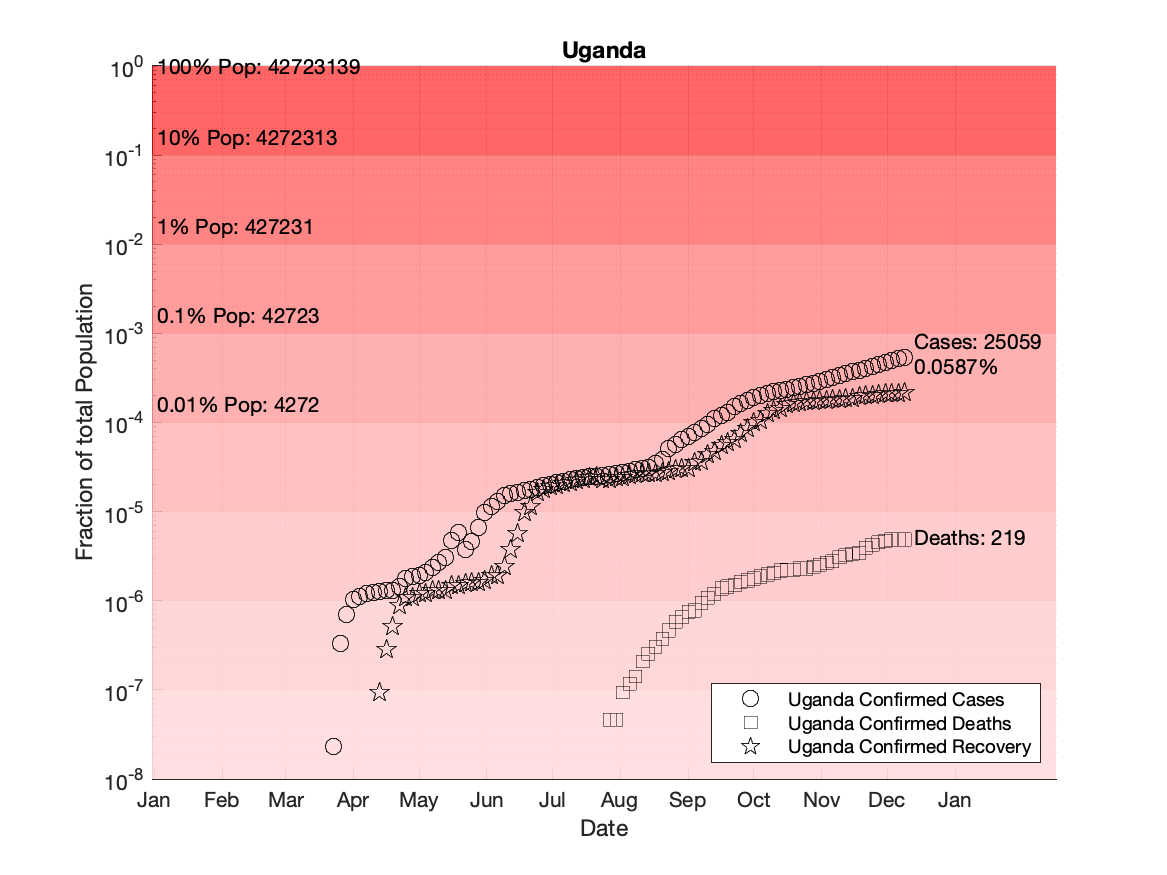 Uganda
10^0
100% Pop: 42723139
10% Pop: 4272313
10^-1
1% Pop: 427231
10^-2
0.1% Pop: 42723
10^-3
Cases: 25059
0.0587%
0.01% Pop: 4272
10^-4
10^-5
Deaths: 219
10^-6
10^-7
10^-8
Fraction of total Population
Uganda Confirmed Cases
Uganda Confirmed Deaths
Uganda Confirmed Recovery
Jan Feb Mar Apr May Jun Jul Aug Sep Oct Nov Dec Jan
Date